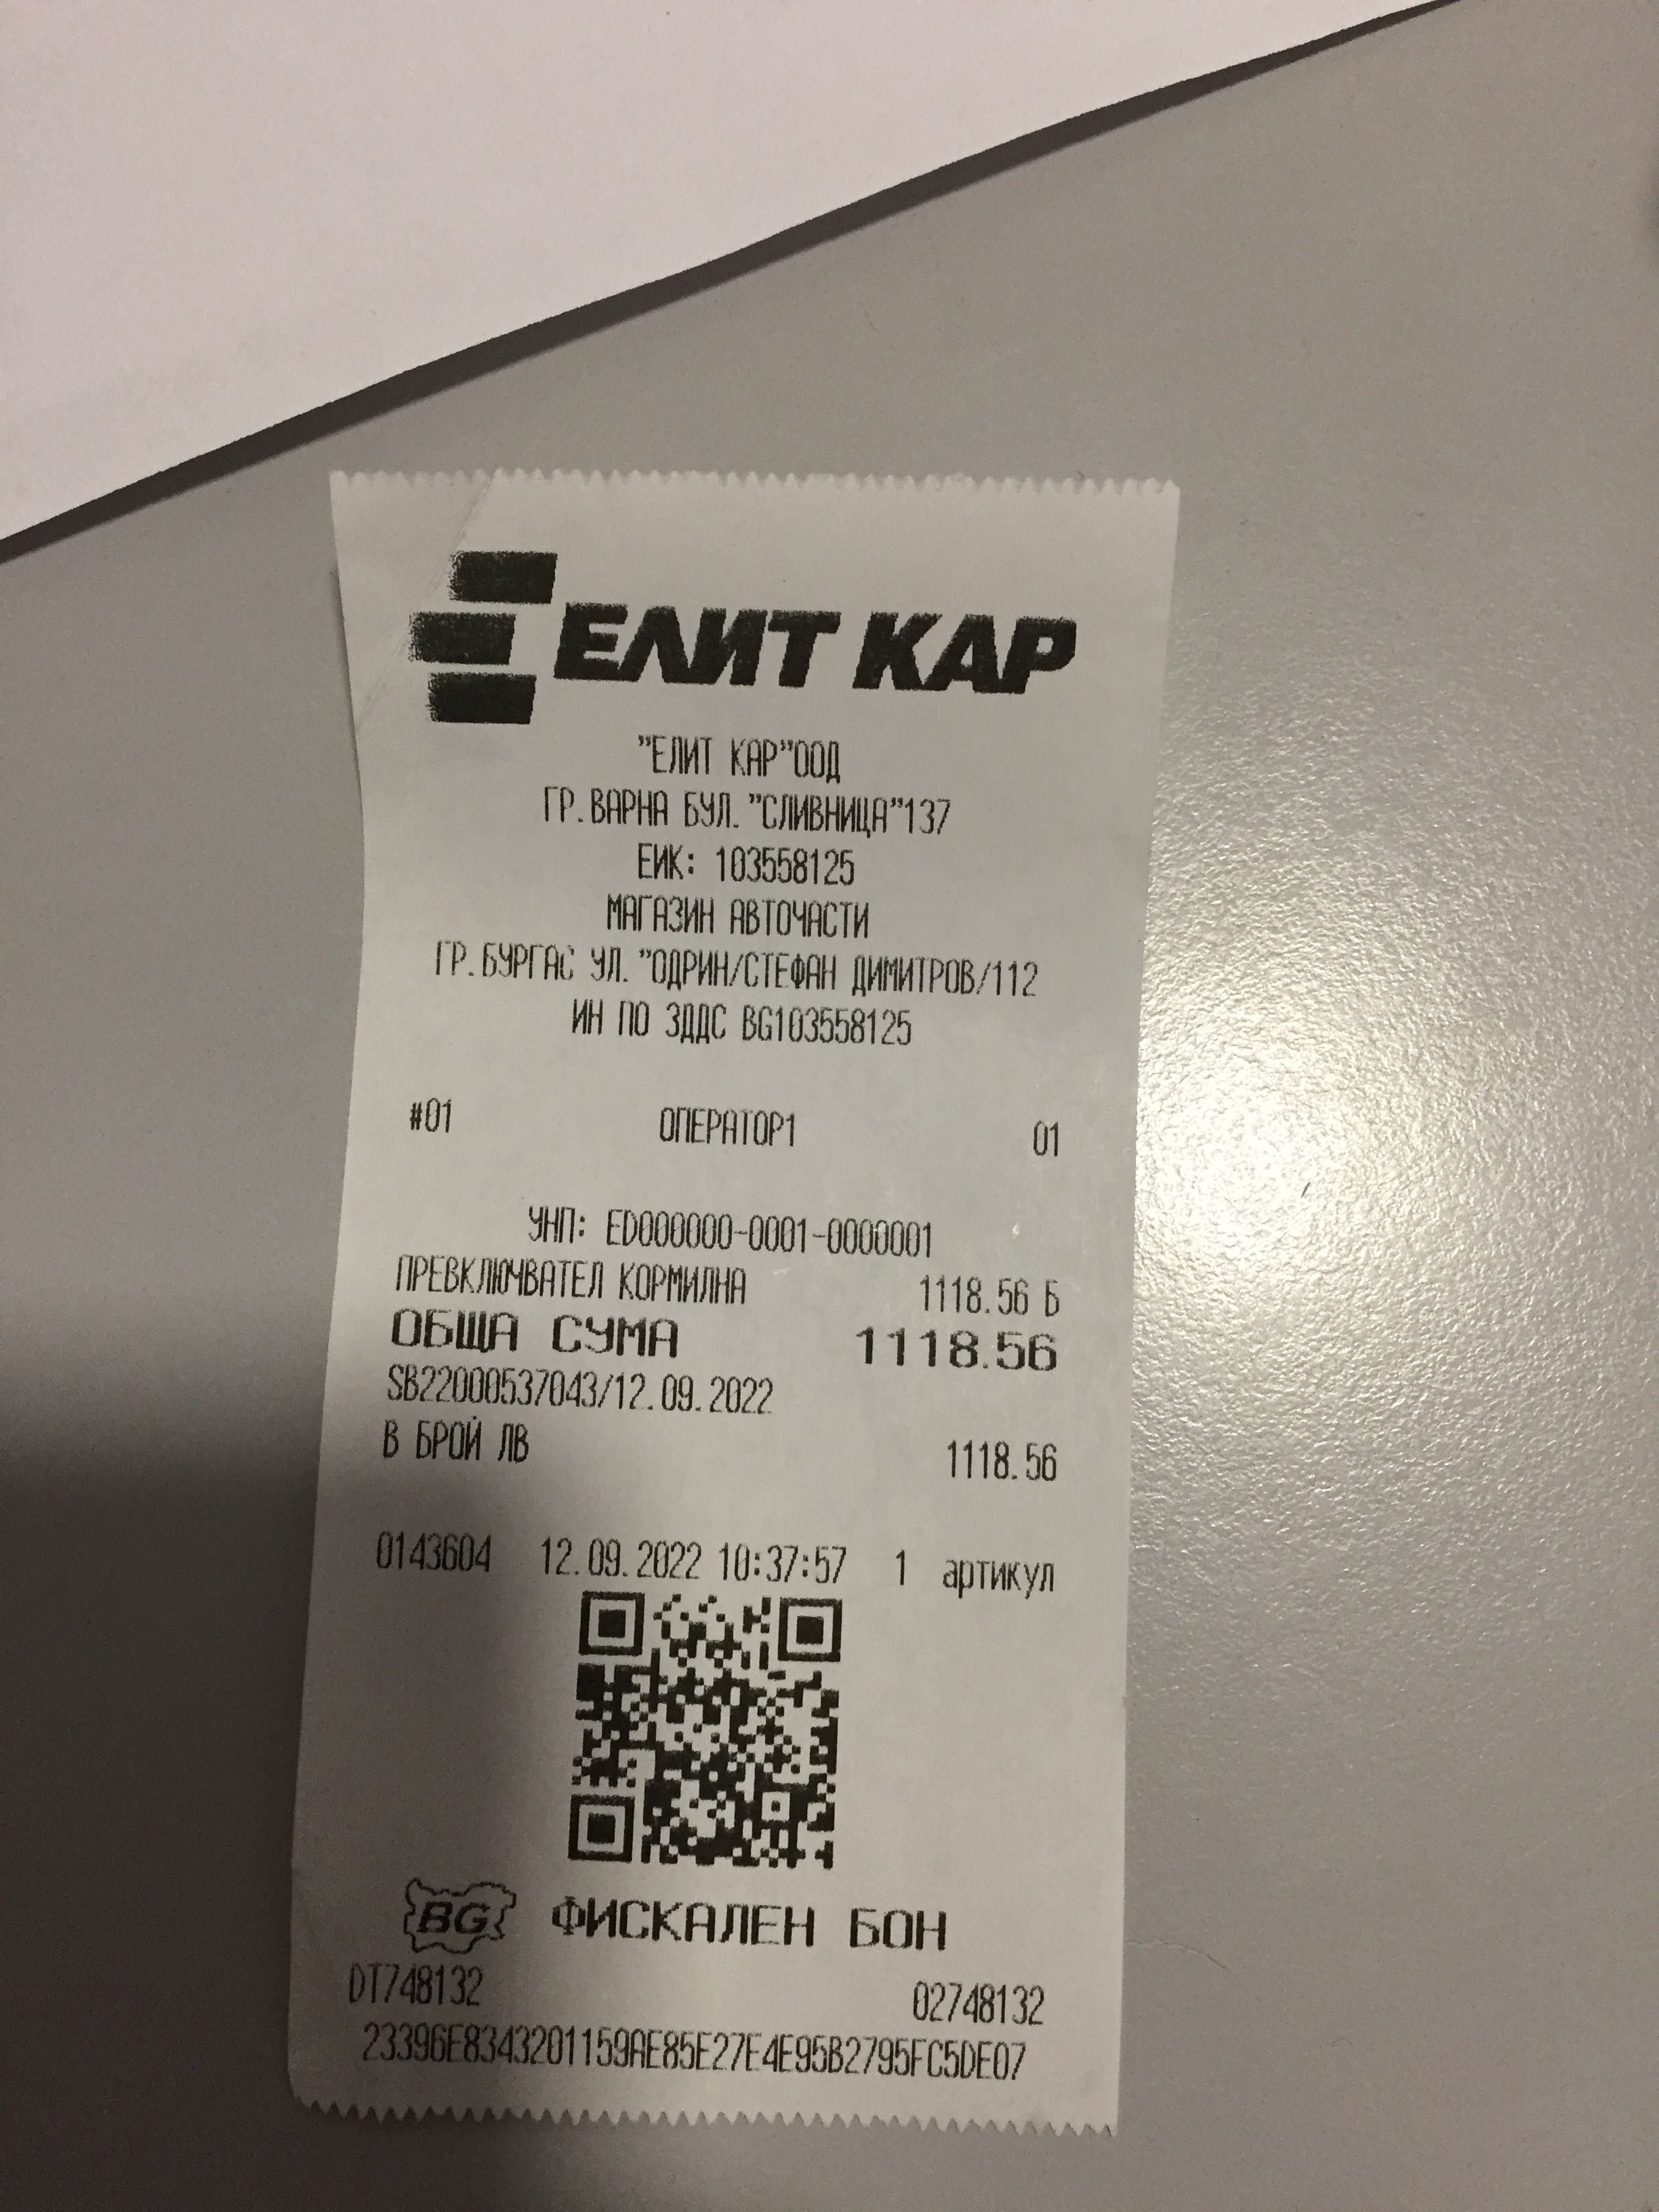 ЕЛИТ КАР
"ЕЛИТ КАР"ООД
ГР.ВАРНА БУЛ."СЛИВНИЦА"137
ЕИК: 103558125
МАГАЗИН АВТОЧАСТИ
ГР.БУРГАС УЛ."ОДРИН/СТЕФАН ДИМИТРОВ/112
ИН ПО ЗДДС BG103558125
#01 ОПЕРАТОР1 01
УНП: ED000000-0001-0000001
ПРЕВКЛЮЧВАТЕЛ КОРМИЛНА 1118.56 Б
ОБЩА СУМА 1118.56
SB22000537043/12.09.2022
В БРОЙ ЛВ 1118.56
0143604 12.09.2022 10:37:57 1 артикул
BG ФИСКАЛЕН БОН
DT748132 02748132
23396E8343201159AE85E27E4E95B2795FC5DE07